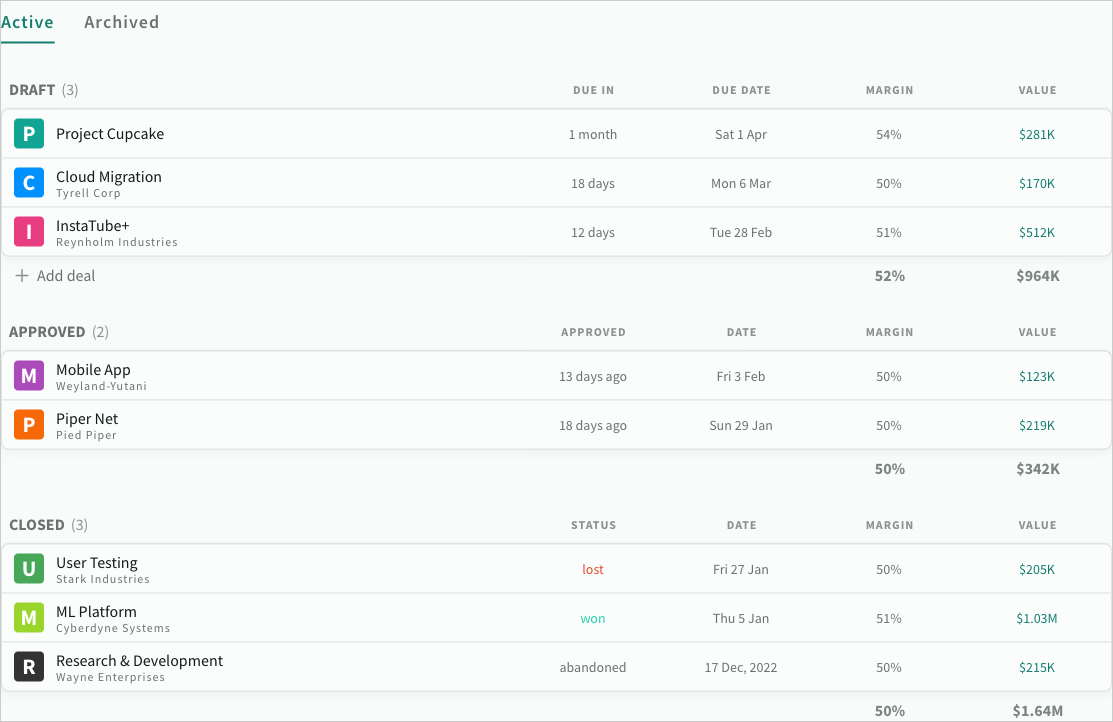 Active Archived
DRAFT (3) DUE IN DUE DATE MARGIN VALUE
P Project Cupcake 1 month Sat 1 Apr 54% $281K
C Cloud Migration 18 days Mon 6 Mar 50% $170K
Tyrell Corp
I InstaTube+ 12 days Tue 28 Feb 51% $512K
Reynholm Industries
+ Add deal 52% $964K
APPROVED (2) APPROVED DATE MARGIN VALUE
M Mobile App 13 days ago Fri 3 Feb 50% $123K
Weyland-Yutani
P Piper Net 18 days ago Sun 29 Jan 50% $219K
Pied Piper
50% $342K
CLOSED (3) STATUS DATE MARGIN VALUE
U User Testing lost Fri 27 Jan 50% $205K
Stark Industries
M ML Platform won Thu 5 Jan 51% $1.03M
Cyberdyne Systems
R Research & Development abandoned 17 Dec, 2022 50% $215K
Wayne Enterprises
50% $1.64M